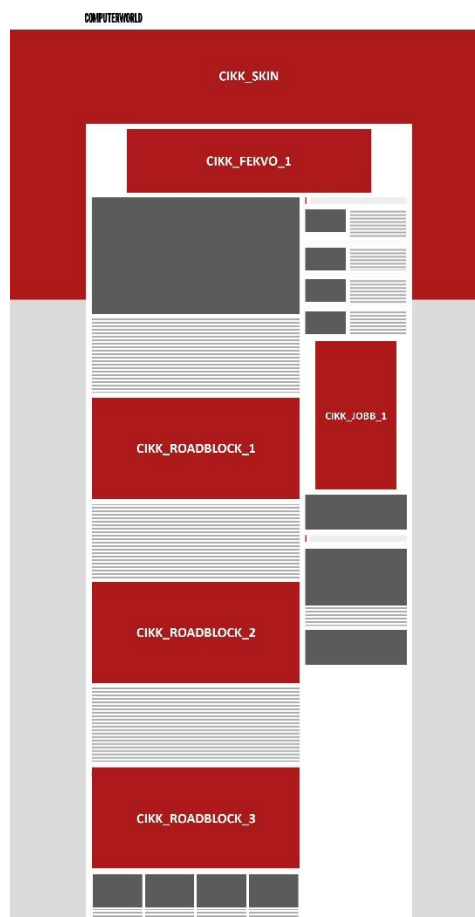 COMPUTERWORLD
CIKK_SKIN
CIKK_FEKVO_1
CIKK_JOBB_1
CIKK_ROADBLOCK_1
CIKK_ROADBLOCK_2
CIKK_ROADBLOCK_3